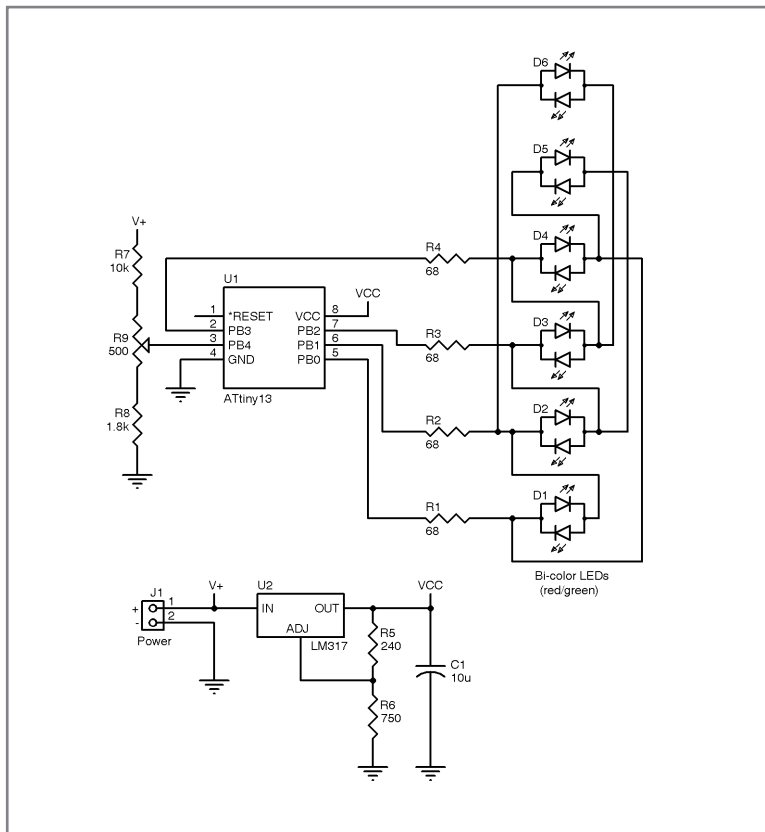 D6
D5
V+
R7
10k
R4
68
D4
U1
VCC
1
*RESET
VCC
8
2
PB3
PB2
7
R3
68
D3
R9
500
3
PB4
PB1
6
4
GND
PB0
5
ATtiny13
R8
1.8k
R2
68
D2
R1
68
D1
Bi-color LEDs
(red/green)
J1
+
1
-
2
Power
V+
U2
IN
OUT
ADJ
LM317
VCC
R5
240
C1
10u
R6
750